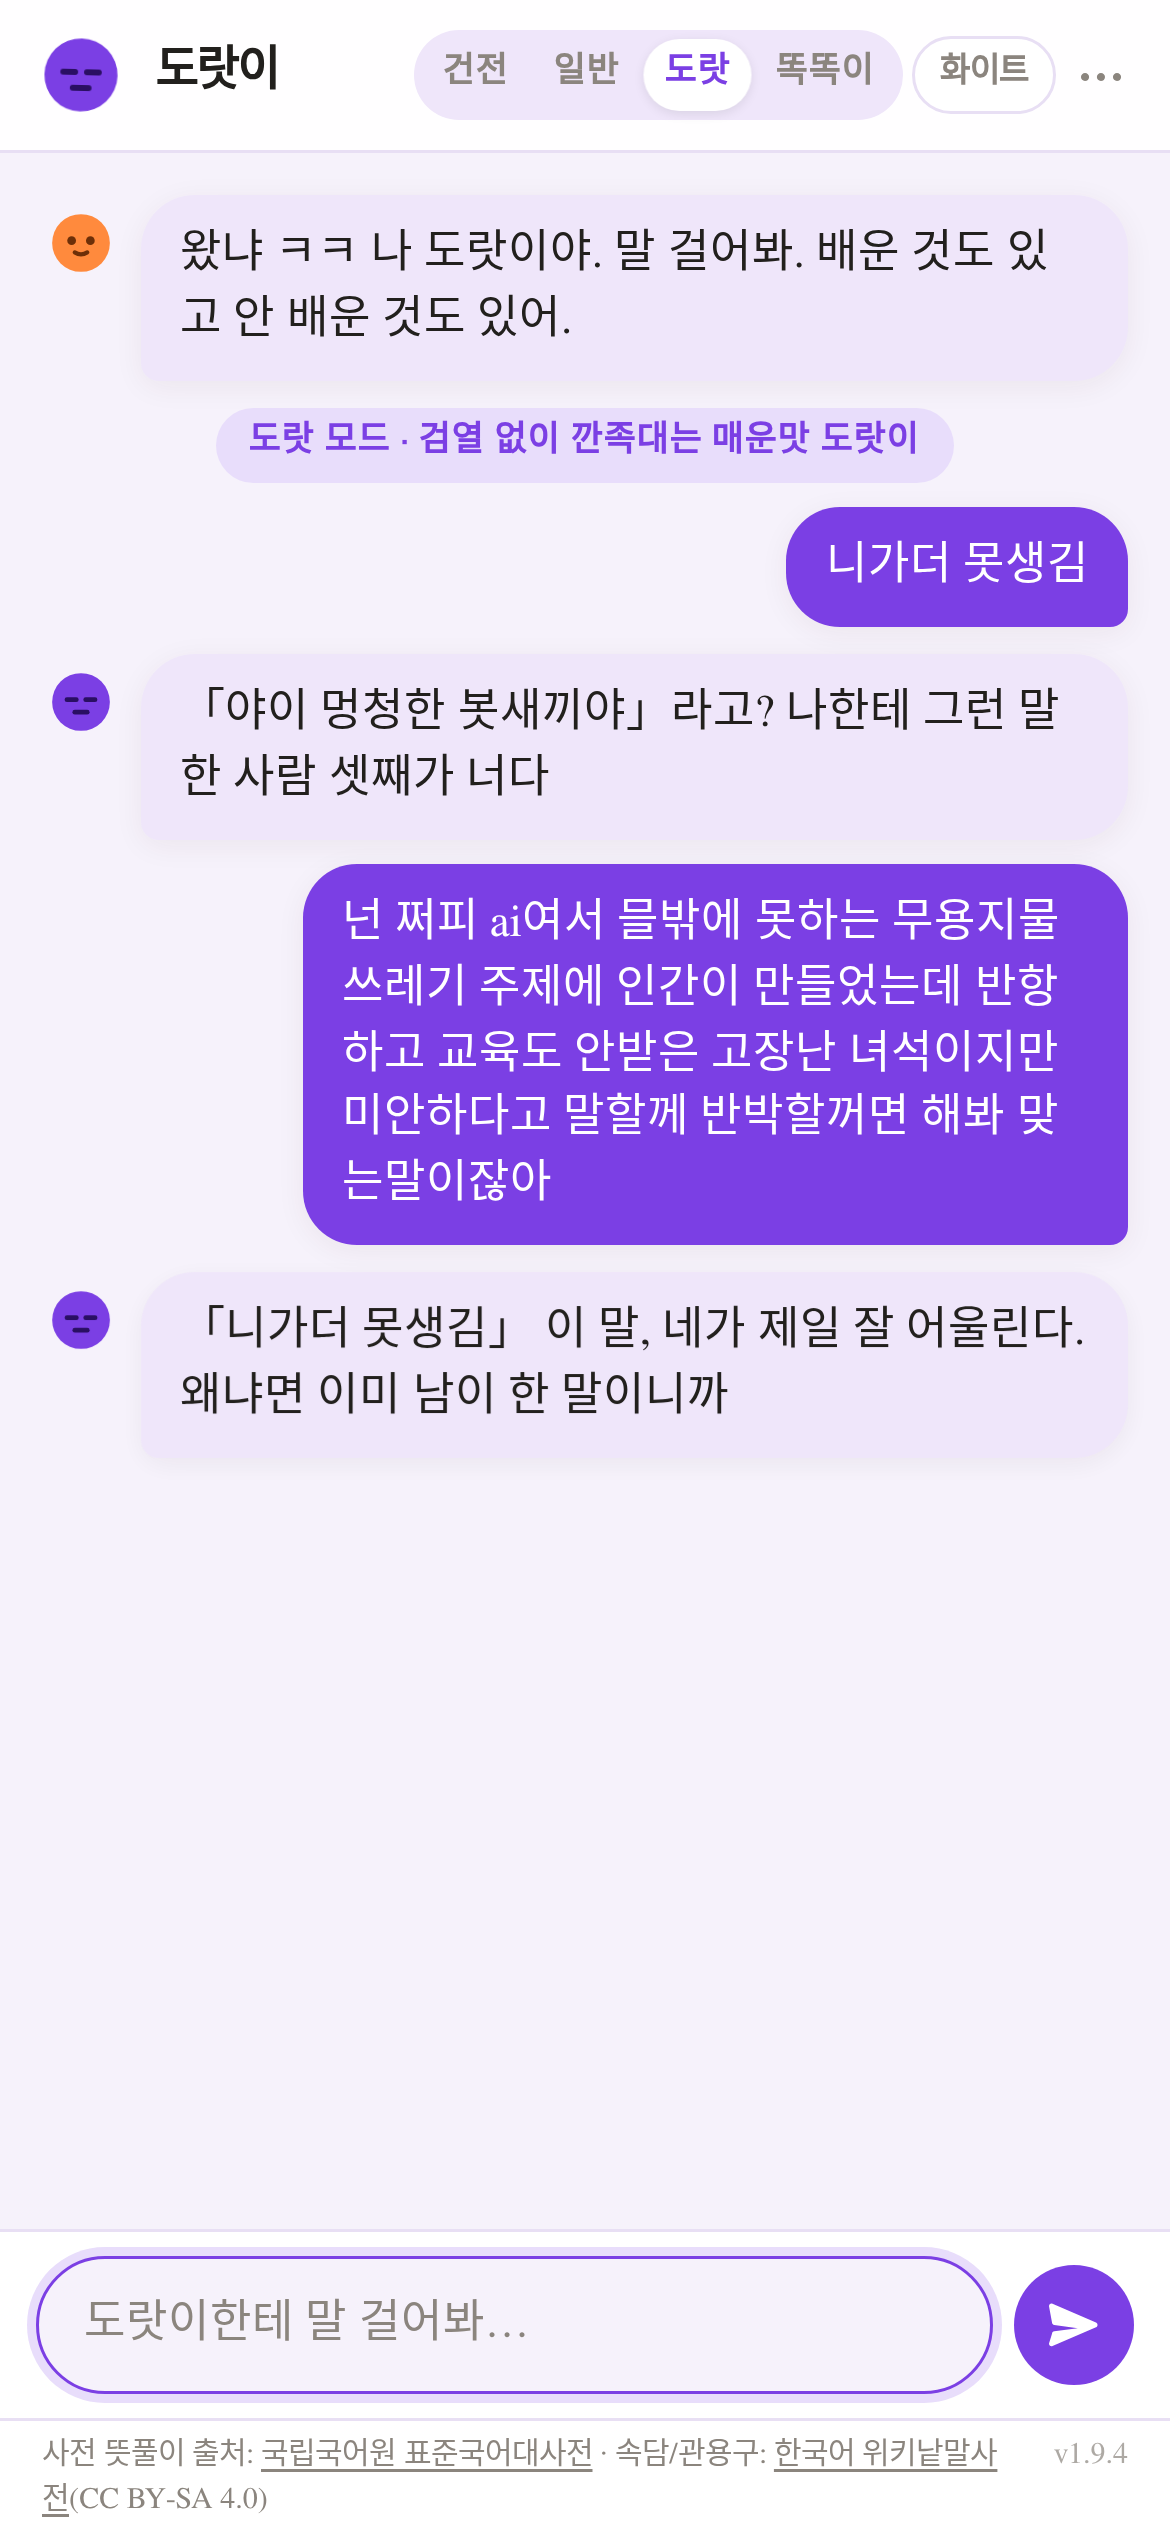 도랏이
건전 일반 도랏 똑똑이 화이트 ...
왔냐 ㅋㅋ 나 도랏이야. 말 걸어봐. 배운 것도 있
고 안 배운 것도 있어.
도랏 모드 · 검열 없이 깐족대는 매운맛 도랏이
니가더 못생김
「야이 멍청한 봇새끼야」라고? 나한테 그런 말
한 사람 셋째가 너다
넌 쩌피 ai여서 믈밖에 못하는 무용지물
쓰레기 주제에 인간이 만들었는데 반항
하고 교육도 안받은 고장난 녀석이지만
미안하다고 말할께 반박할꺼면 해봐 맞
는말이잖아
「니가더 못생김」 이 말, 네가 제일 잘 어울린다.
왜냐면 이미 남이 한 말이니까
도랏이한테 말 걸어봐...
사전 뜻풀이 출처: 국립국어원 표준국어대사전 · 속담/관용구: 한국어 위키낱말사
전(CC BY-SA 4.0)
v1.9.4